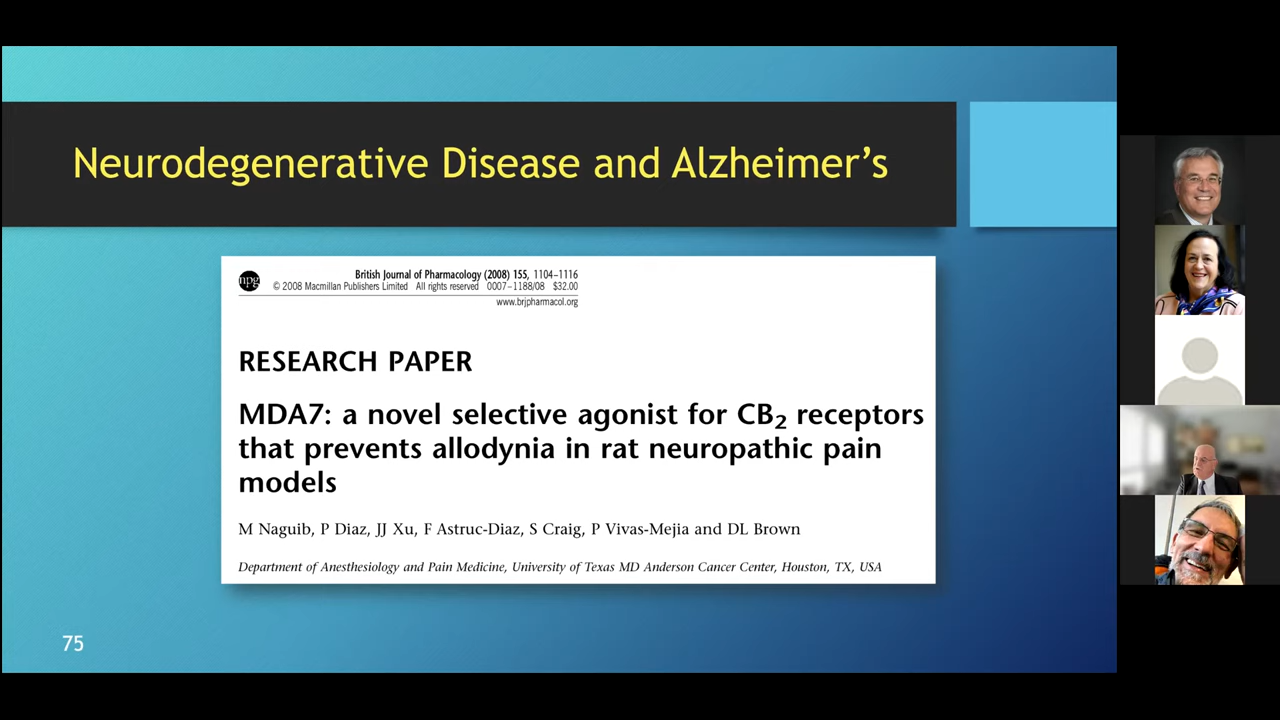 Neurodegenerative Disease and Alzheimer’s
npg
British Journal of Pharmacology (2008) 155, 1104–1116
© 2008 Macmillan Publishers Limited All rights reserved 0007–1188/08 $32.00
www.brjpharmacol.org
RESEARCH PAPER
MDA7: a novel selective agonist for CB₂ receptors
that prevents allodynia in rat neuropathic pain
models
M Naguib, P Diaz, JJ Xu, F Astruc-Diaz, S Craig, P Vivas-Mejia and DL Brown
Department of Anesthesiology and Pain Medicine, University of Texas MD Anderson Cancer Center, Houston, TX, USA
75